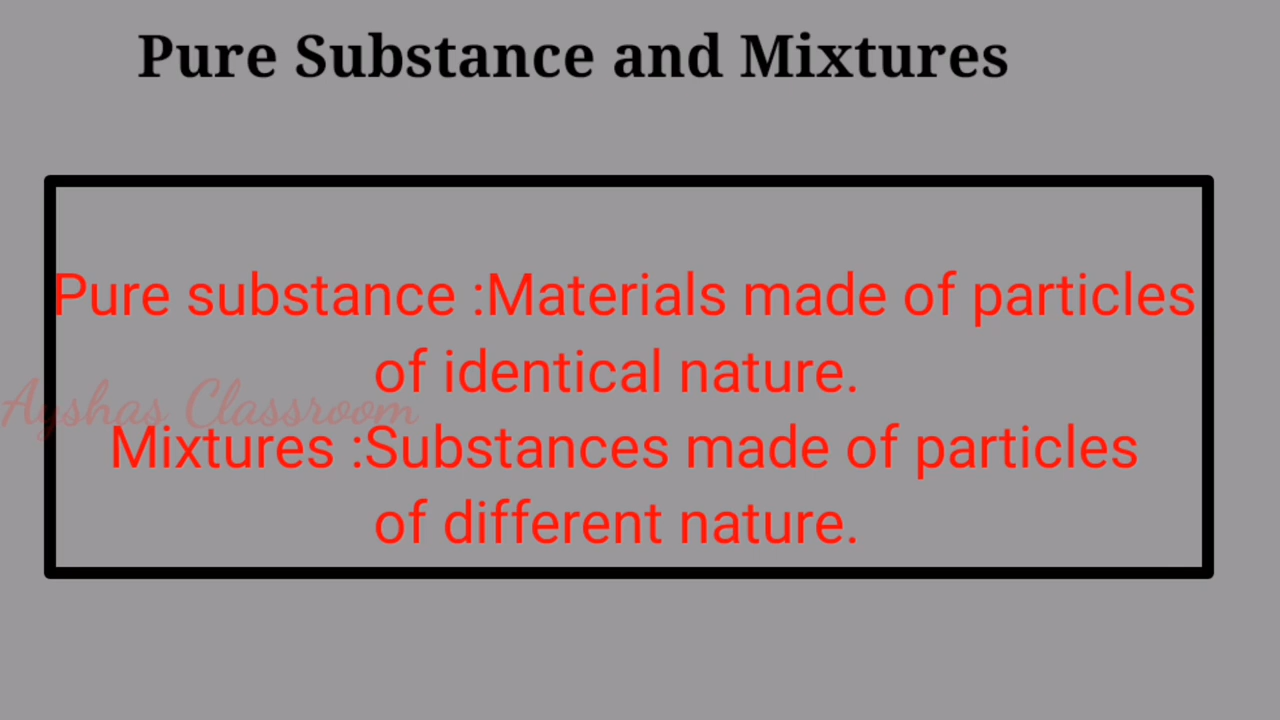 Pure Substance and Mixtures
Pure substance :Materials made of particles
of identical nature.
Ayshas Classroom
Mixtures :Substances made of particles
of different nature.